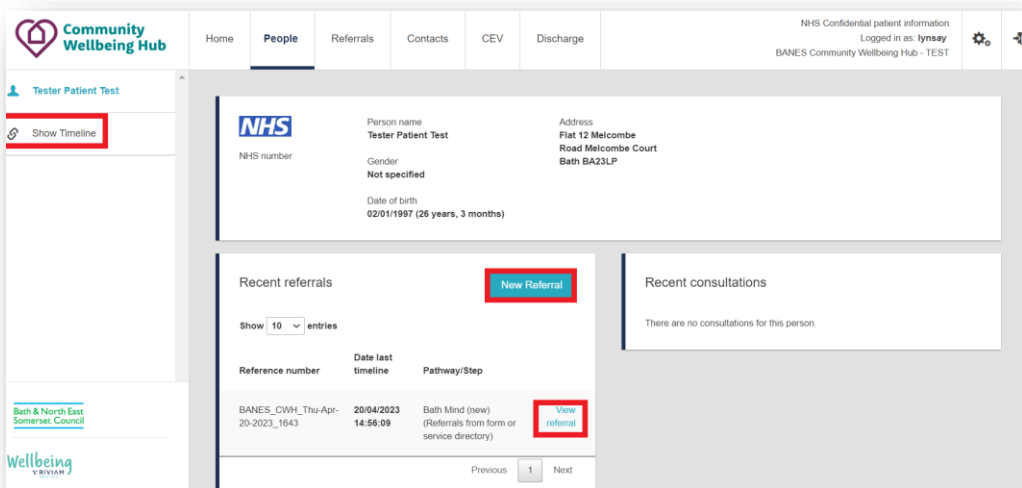 Community
Wellbeing Hub
Home People Referrals Contacts CEV Discharge
NHS Confidential patient information
Logged in as: lynsay
BANES Community Wellbeing Hub - TEST
Tester Patient Test
Show Timeline
NHS
NHS number
Person name
Tester Patient Test
Gender
Not specified
Date of birth
02/01/1997 (26 years, 3 months)
Address
Flat 12 Melcombe
Road Melcombe Court
Bath BA23LP
Recent referrals
New Referral
Show 10 entries
Reference number
Date last
timeline
Pathway/Step
BANES_CWH_Thu-Apr-
20-2023_1643
20/04/2023
14:56:09
Bath Mind (new)
(Referrals from form or
service directory)
View
referral
Previous 1 Next
Recent consultations
There are no consultations for this person.
Bath & North East
Somerset Council
Wellbeing
RIVIAM